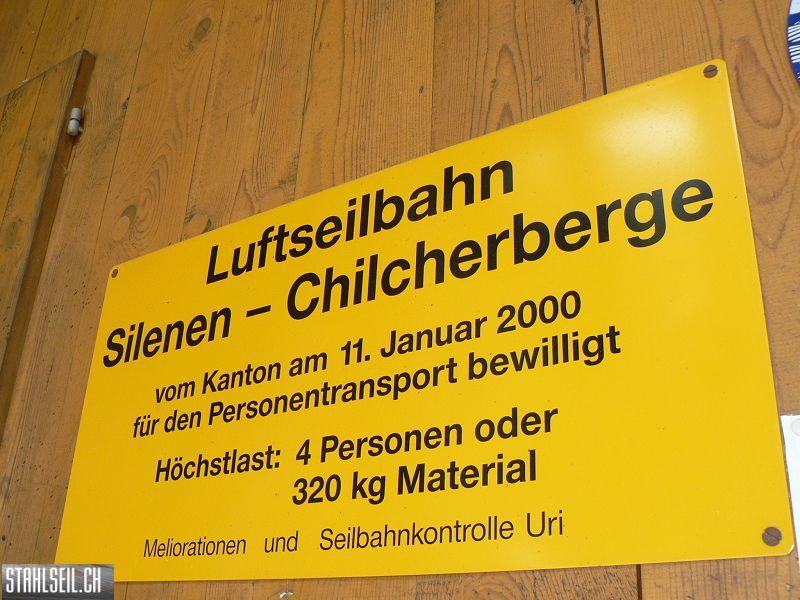 Luftseilbahn
Silenen – Chilcherberge
vom Kanton am 11. Januar 2000
für den Personentransport bewilligt
Höchstlast: 4 Personen oder
320 kg Material
Meliorationen und Seilbahnkontrolle Uri
STAHLSEIL.CH